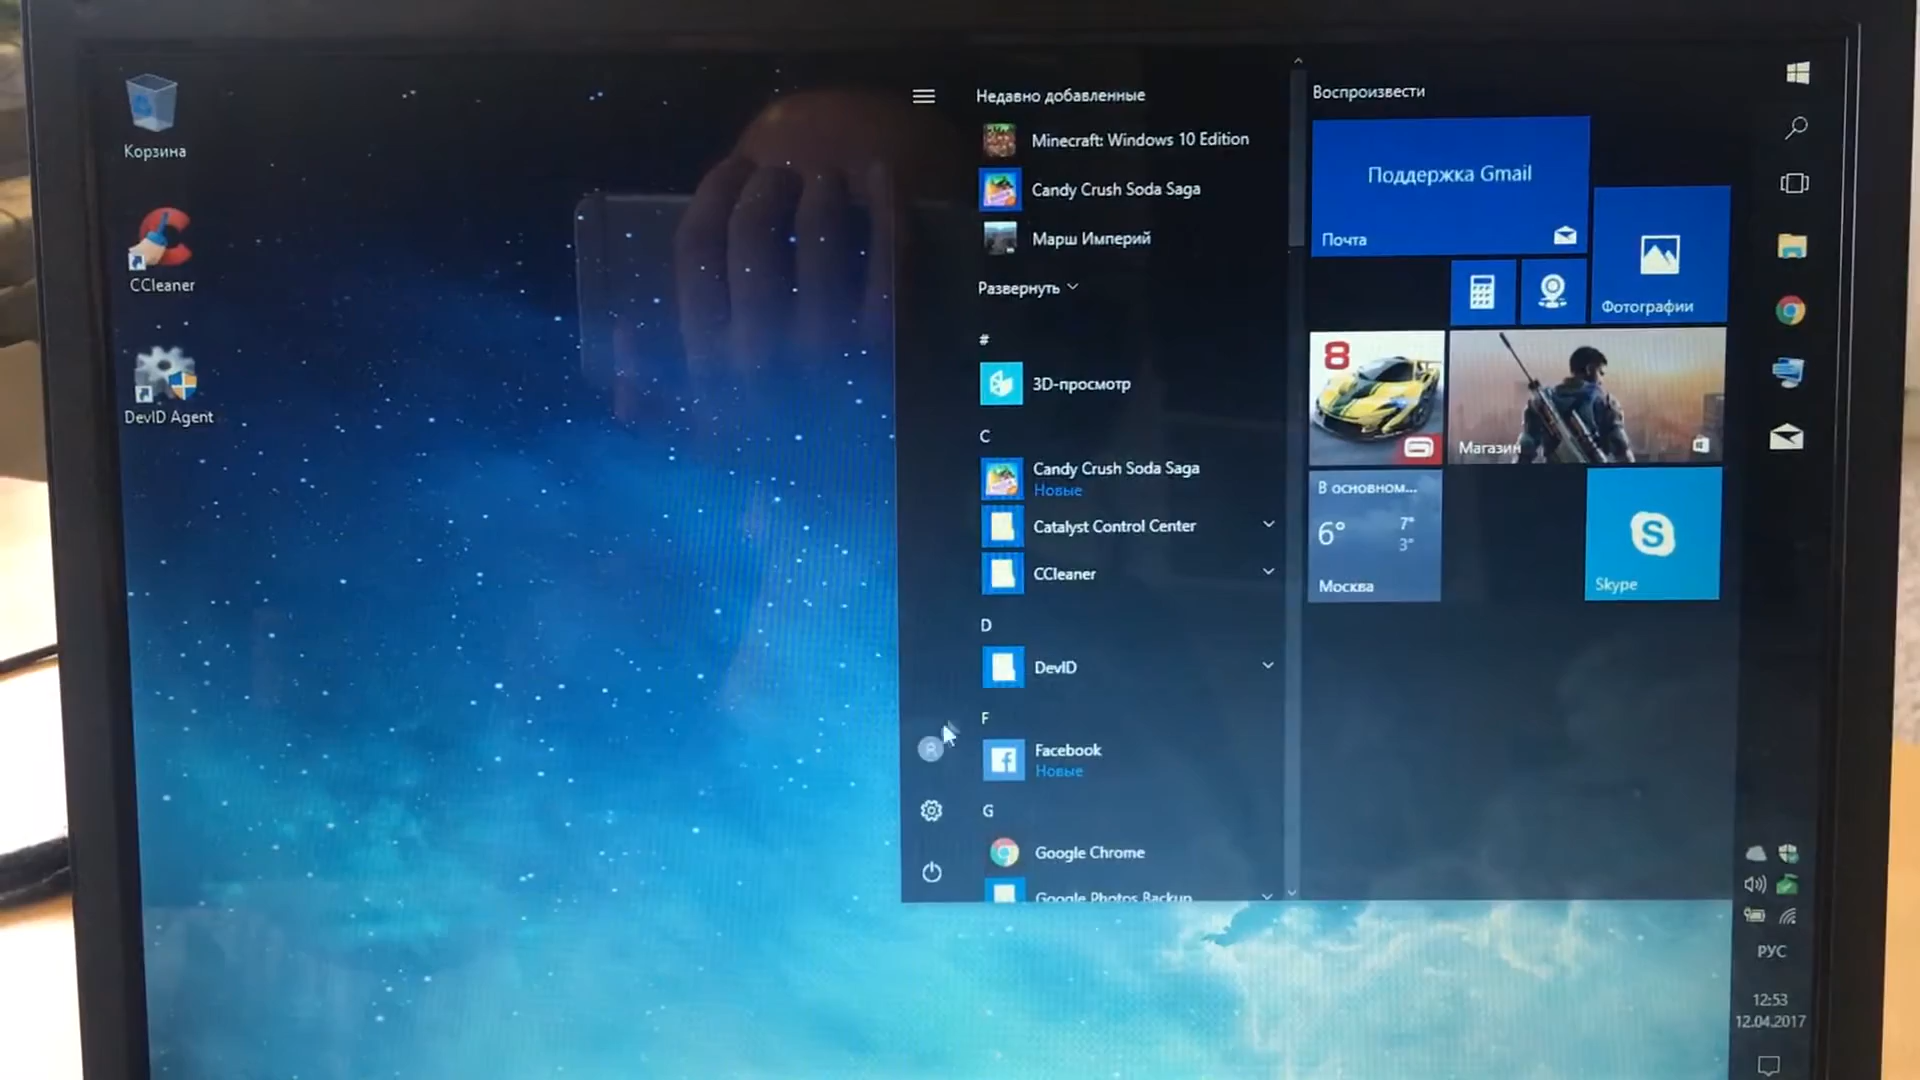 Корзина
CCleaner
DevID Agent
Недавно добавленные
Minecraft: Windows 10 Edition
Candy Crush Soda Saga
Марш Империй
Развернуть
#
3D-просмотр
C
Candy Crush Soda Saga
Новые
Catalyst Control Center
CCleaner
D
DevID
F
Facebook
Новые
G
Google Chrome
Google Photos Backup
Воспроизвести
Поддержка Gmail
Почта
Фотографии
8
Магазин
В основном...
6° 7°
3°
Москва
S
Skype
РУС
12:53
12.04.2017